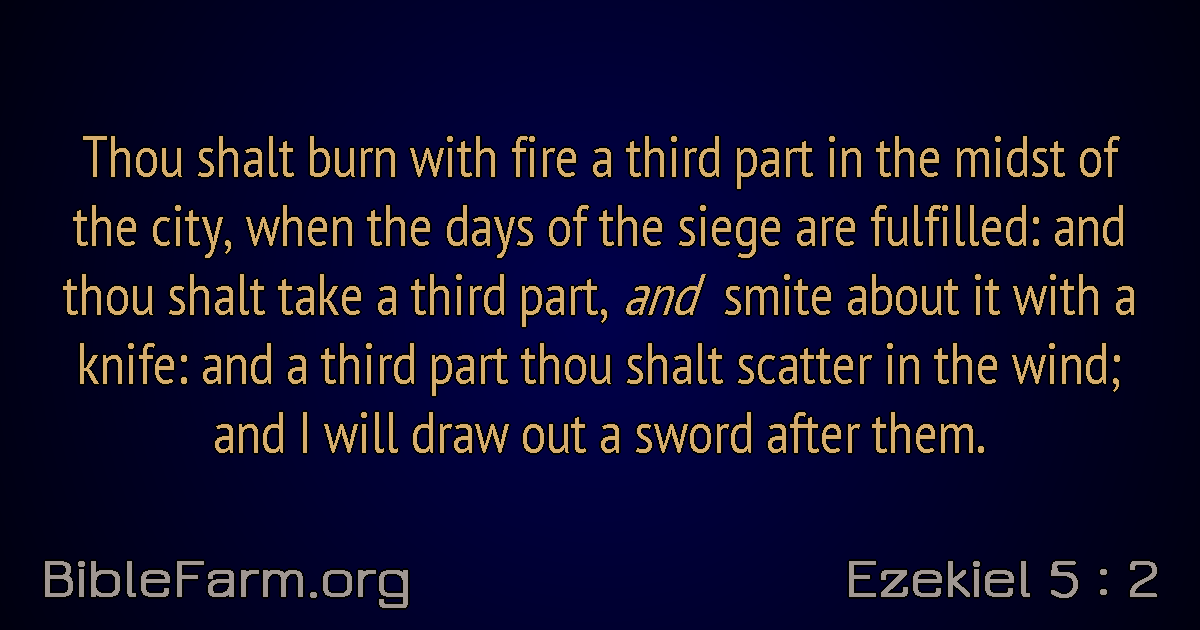 Thou shalt burn with fire a third part in the midst of
the city, when the days of the siege are fulfilled: and
thou shalt take a third part, and smite about it with a
knife: and a third part thou shalt scatter in the wind;
and I will draw out a sword after them.
BibleFarm.org
Ezekiel 5 : 2